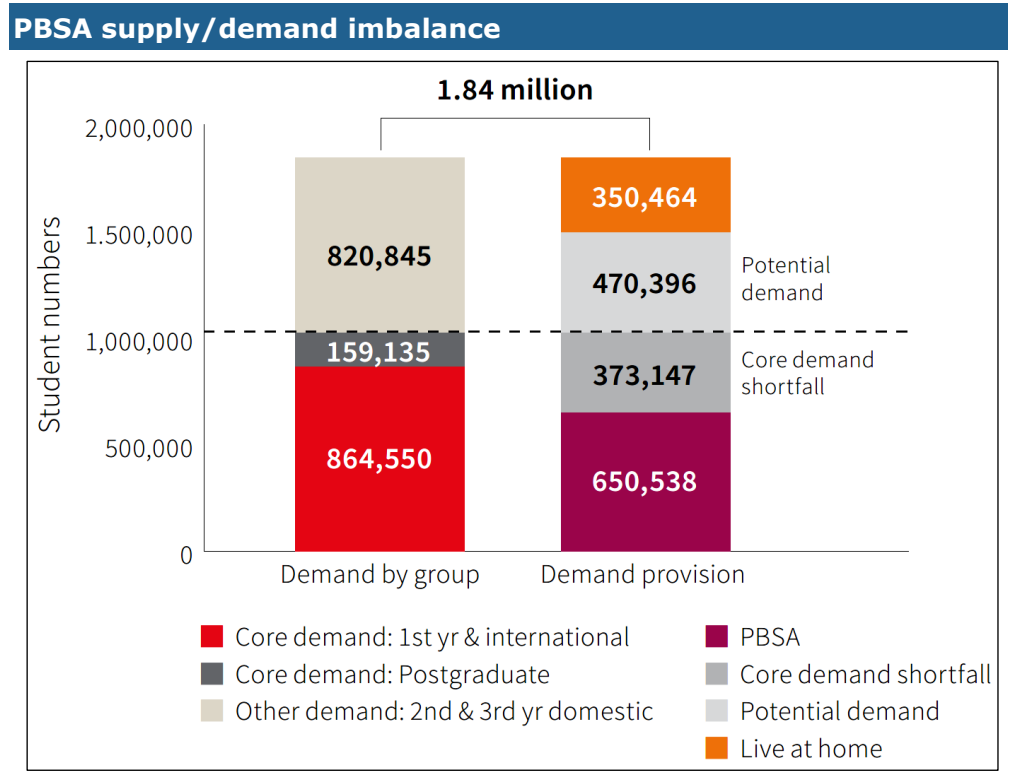 PBSA supply/demand imbalance
1.84 million
2,000,000
1.500,000
1,000,000
500,000
0
Student numbers
820,845
159,135
864,550
350,464
470,396
373,147
650,538
Potential
demand
Core demand
shortfall
Demand by group
Demand provision
Core demand: 1st yr & international
Core demand: Postgraduate
Other demand: 2nd & 3rd yr domestic
PBSA
Core demand shortfall
Potential demand
Live at home